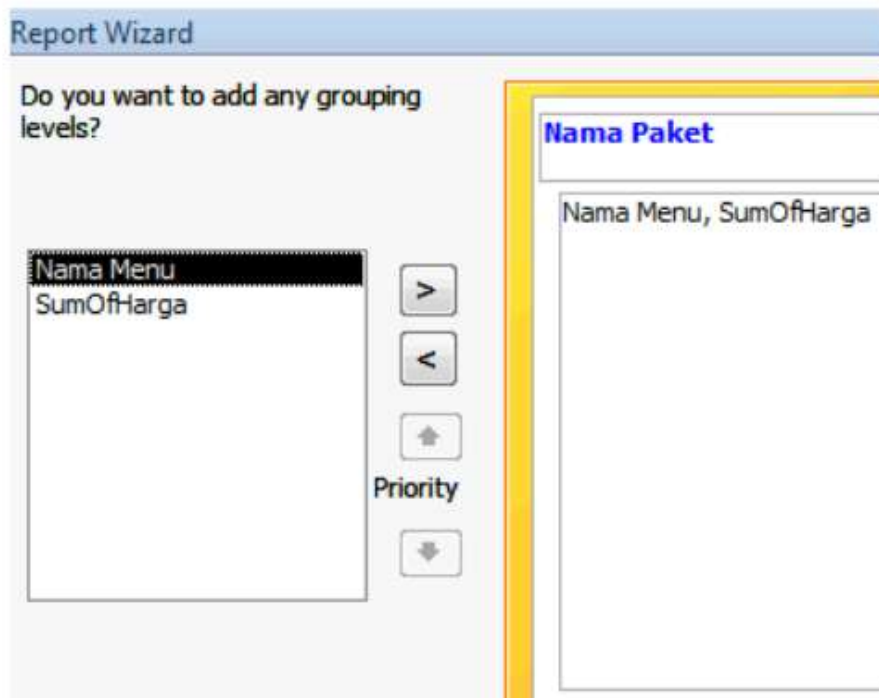 Report Wizard
Do you want to add any grouping
levels?
Nama Menu
SumOfHarga
>
<
Priority
Nama Paket
Nama Menu, SumOfHarga